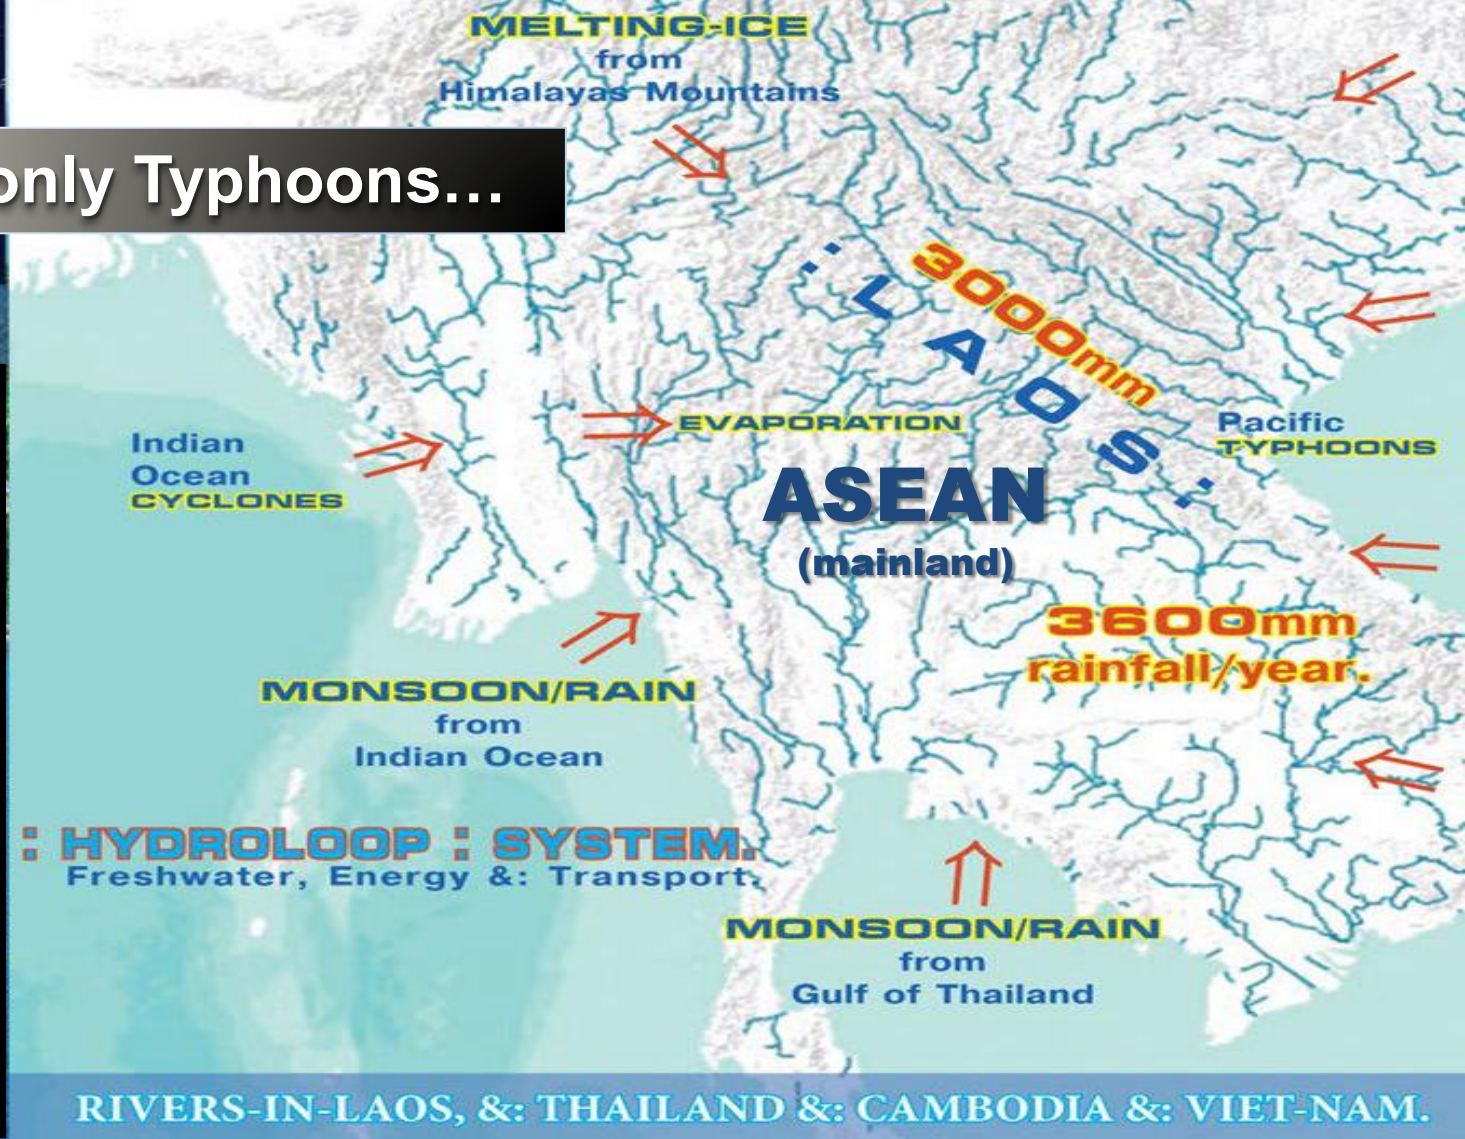 MELTING-ICE
from
Himalayas Mountains
only Typhoons...
3000mm
: LAOS :
Indian
Ocean
CYCLONES
EVAPORATION
Pacific
TYPHOONS
ASEAN
(mainland)
3600mm
rainfall/year.
MONSOON/RAIN
from
Indian Ocean
: HYDROLOOP : SYSTEM.
Freshwater, Energy &: Transport.
MONSOON/RAIN
from
Gulf of Thailand
RIVERS-IN-LAOS, &: THAILAND &: CAMBODIA &: VIET-NAM.